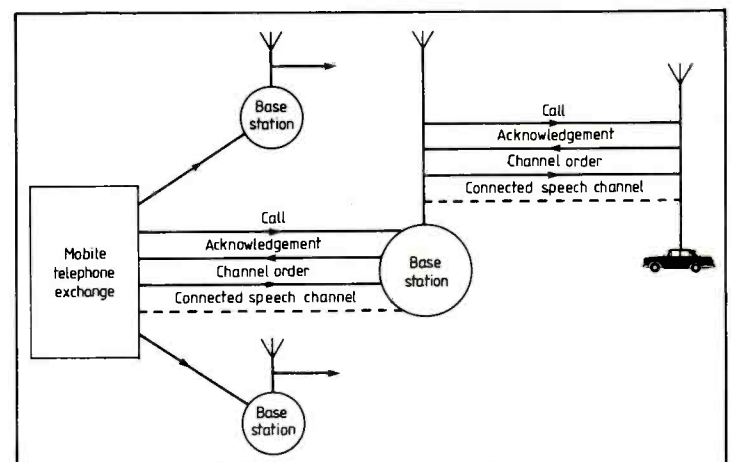 Base
station
Call
Acknowledgement
Channel order
Connected speech channel
Mobile
telephone
exchange
Call
Acknowledgement
Channel order
Connected speech channel
Base
station
Base
station